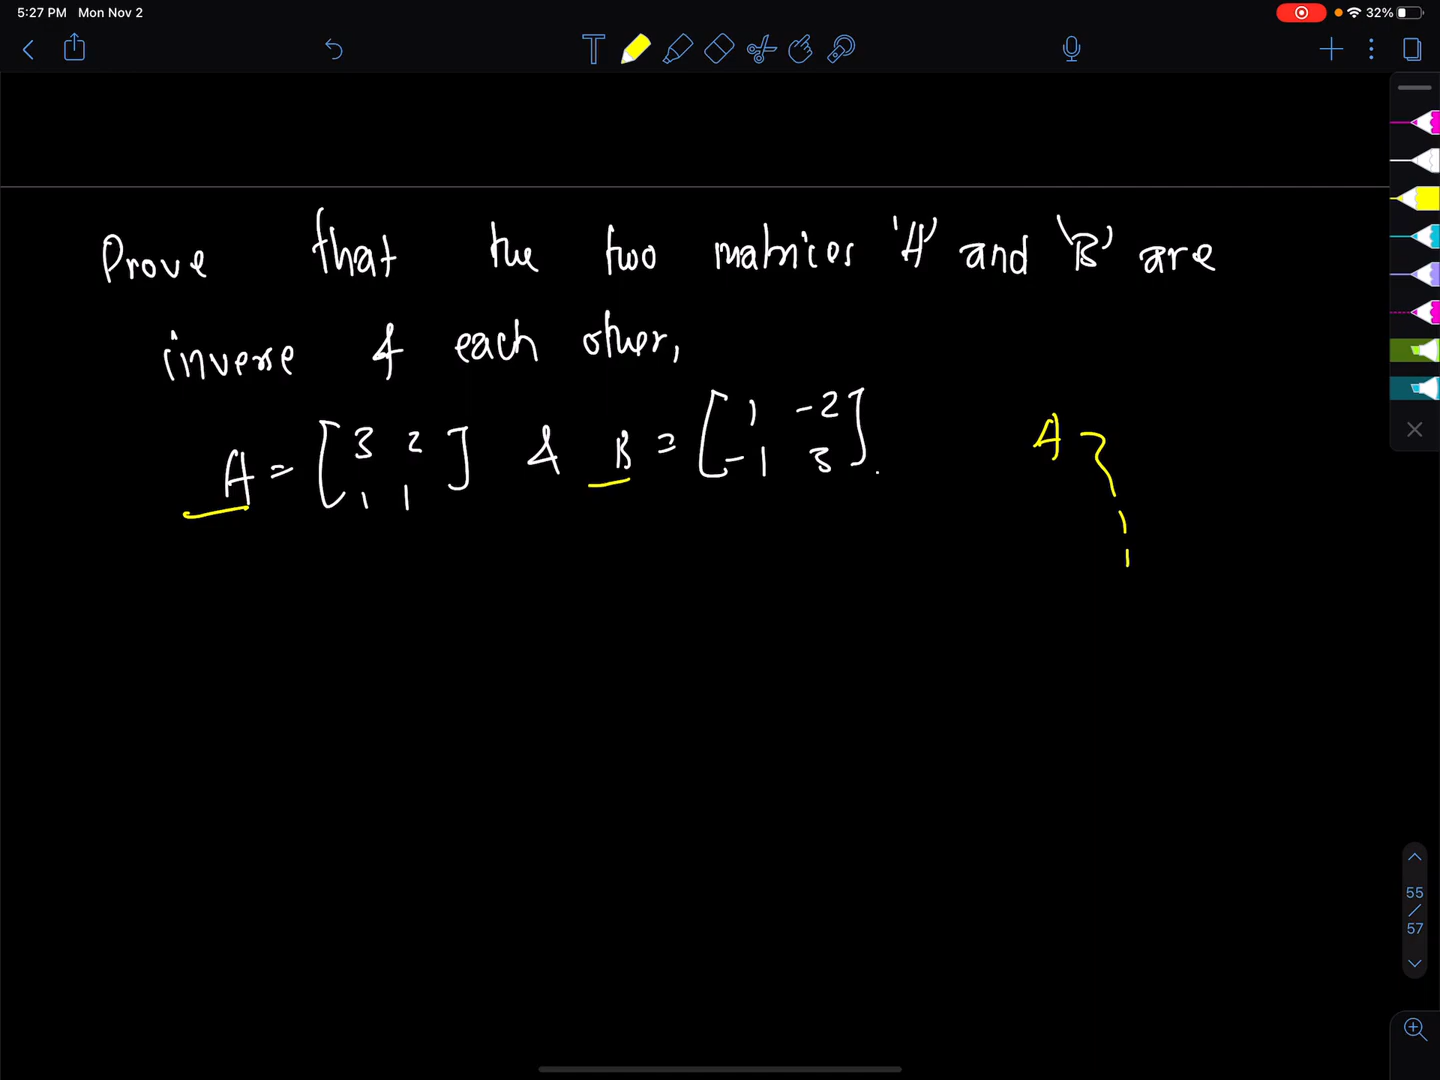 5:27 PM Mon Nov 2
32%
T
Prove that the two matrices 'A' and 'B' are
inverse of each other,
A = [3 2
1 1] & B = [1 -2
-1 3].
A
55
/
57